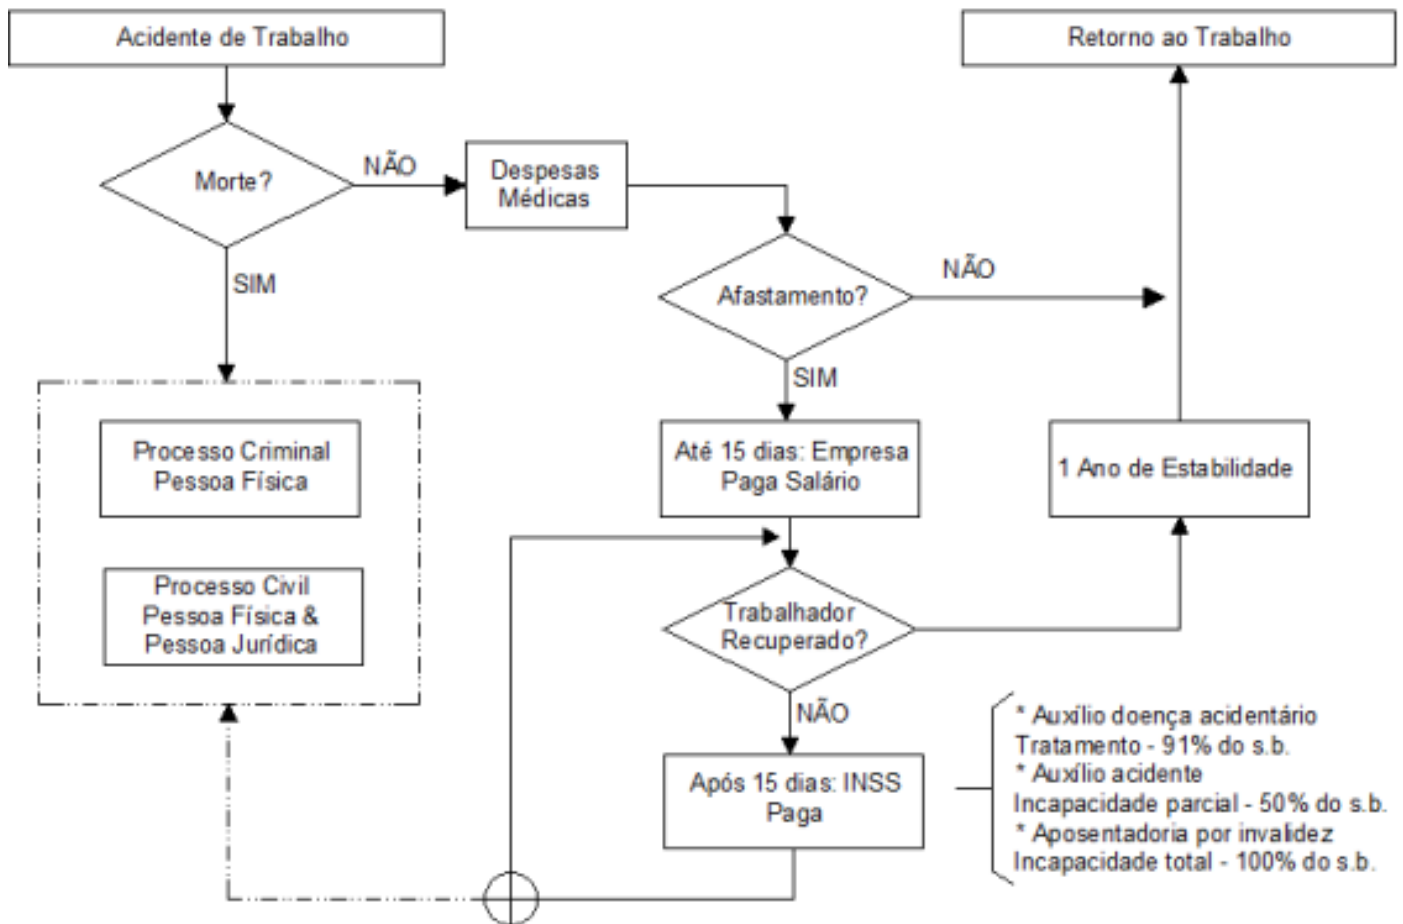 Acidente de Trabalho
Retorno ao Trabalho
Morte?
NÃO
Despesas
Médicas
SIM
Afastamento?
NÃO
SIM
Processo Criminal
Pessoa Física
Até 15 dias: Empresa
Paga Salário
1 Ano de Estabilidade
Processo Civil
Pessoa Física &
Pessoa Jurídica
Trabalhador
Recuperado?
NÃO
Após 15 dias: INSS
Paga
* Auxílio doença acidentário
Tratamento - 91% do s.b.
* Auxílio acidente
Incapacidade parcial - 50% do s.b.
* Aposentadoria por invalidez
Incapacidade total - 100% do s.b.